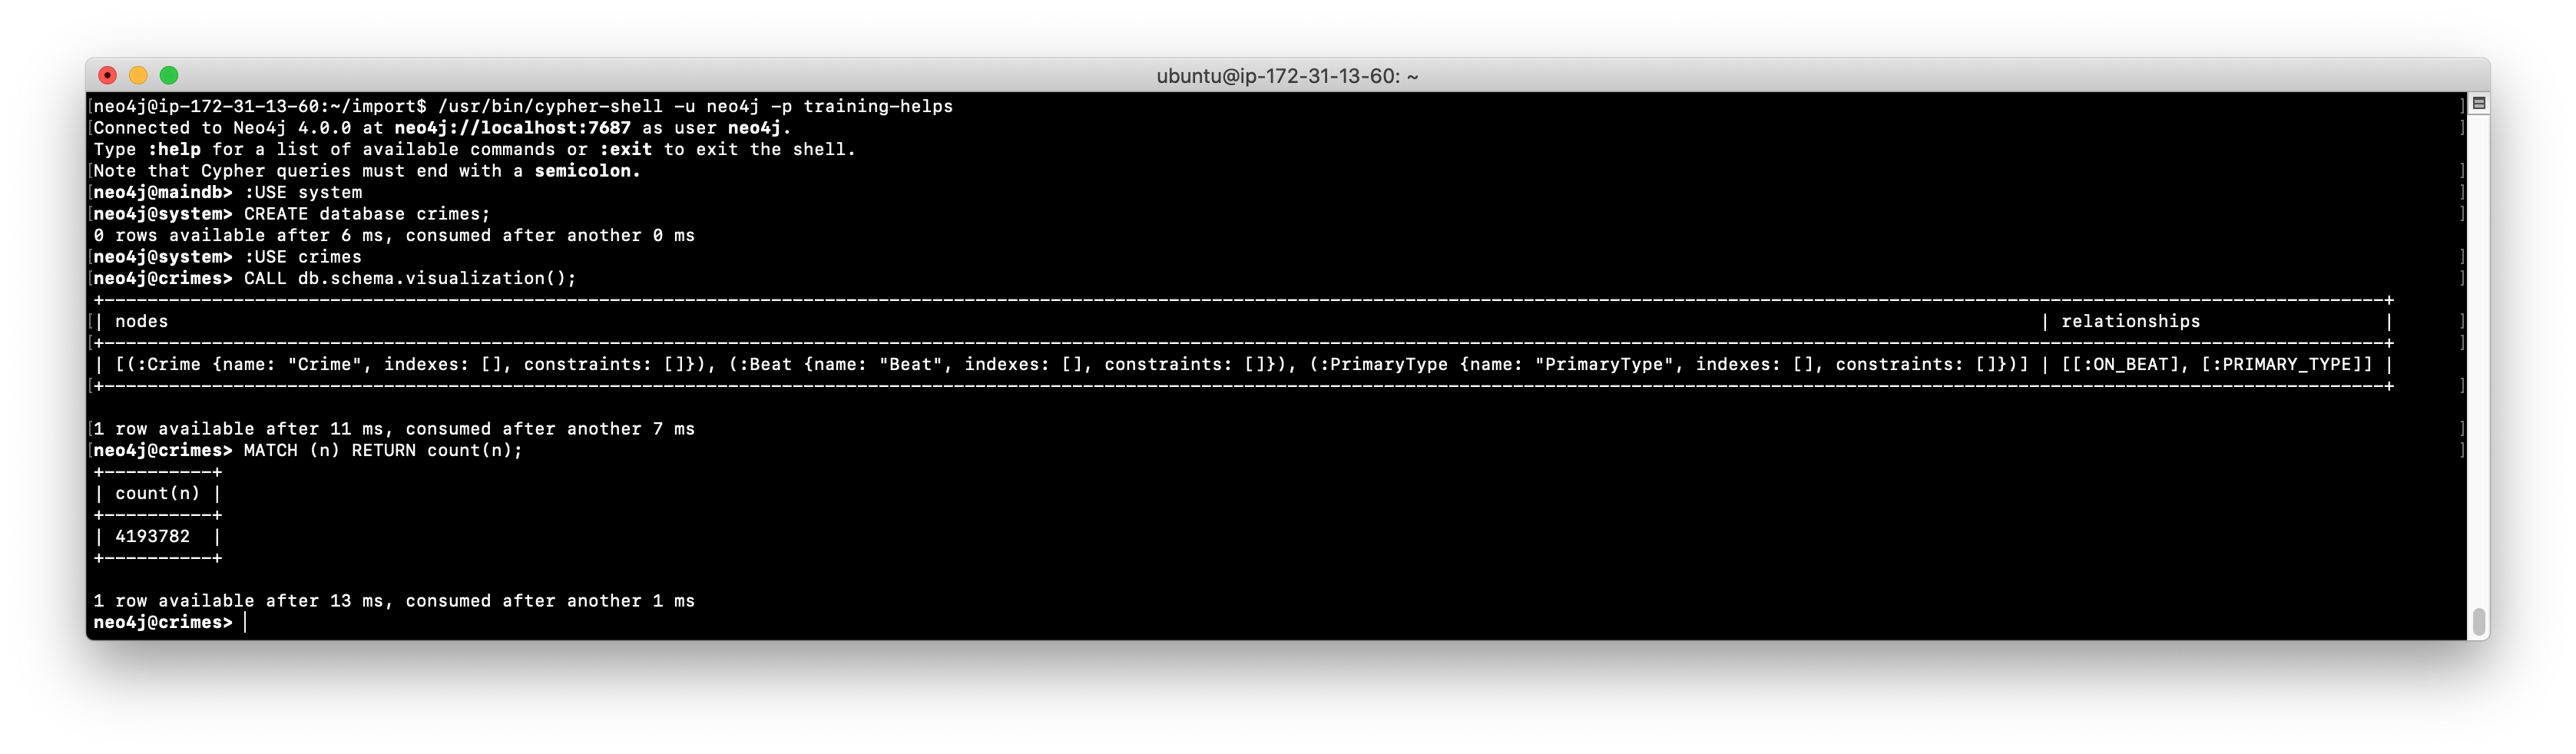 ubuntu@ip-172-31-13-60: ~
[neo4j@ip-172-31-13-60:~/import$ /usr/bin/cypher-shell -u neo4j -p training-helps ]
[Connected to Neo4j 4.0.0 at neo4j://localhost:7687 as user neo4j. ]
Type :help for a list of available commands or :exit to exit the shell.
[Note that Cypher queries must end with a semicolon. ]
[neo4j@maindb> :USE system ]
[neo4j@system> CREATE database crimes; ]
0 rows available after 6 ms, consumed after another 0 ms
[neo4j@system> :USE crimes ]
[neo4j@crimes> CALL db.schema.visualization(); ]
| nodes | relationships |
| [(:Crime {name: "Crime", indexes: [], constraints: []}), (:Beat {name: "Beat", indexes: [], constraints: []}), (:PrimaryType {name: "PrimaryType", indexes: [], constraints: []})] | [[:ON_BEAT], [:PRIMARY_TYPE]] |
[1 row available after 11 ms, consumed after another 7 ms ]
[neo4j@crimes> MATCH (n) RETURN count(n); ]
+----------+
| count(n) |
+----------+
| 4193782  |
+----------+
1 row available after 13 ms, consumed after another 1 ms
neo4j@crimes>